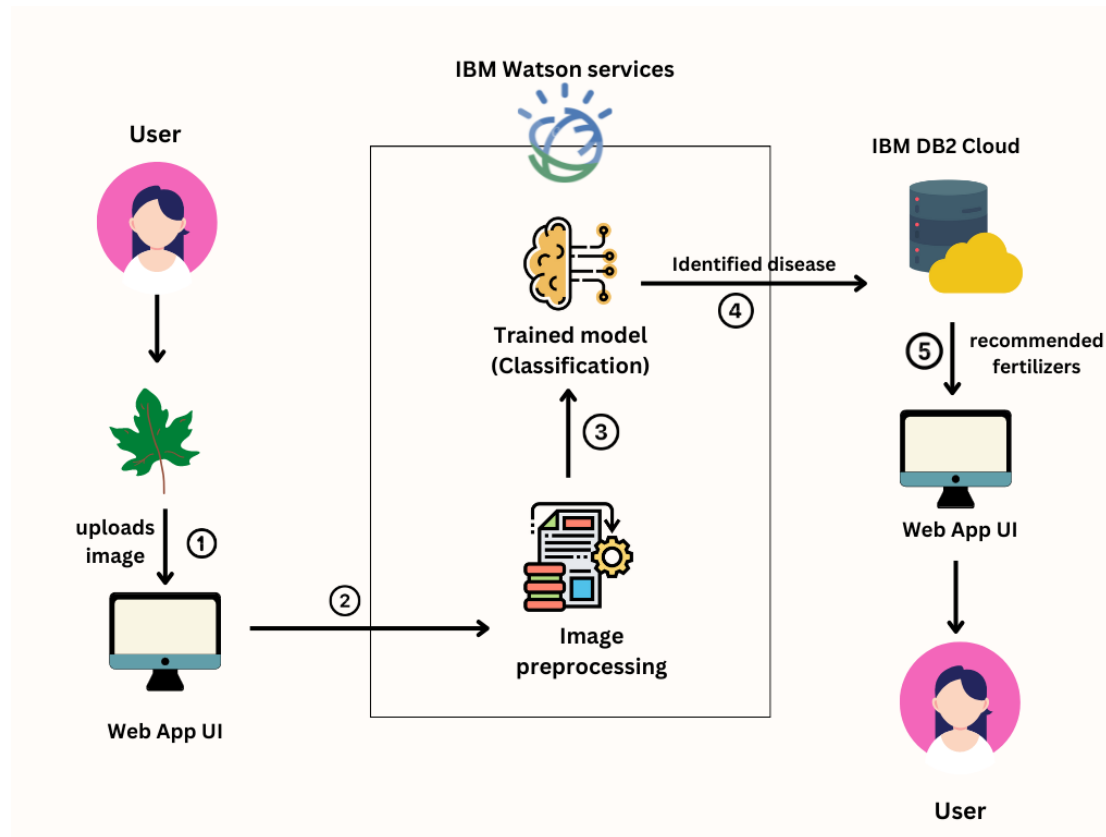 IBM Watson services
User
IBM DB2 Cloud
Identified disease
4
Trained model
(Classification)
5
recommended
fertilizers
3
uploads
image
1
Web App UI
2
Image
preprocessing
Web App UI
User